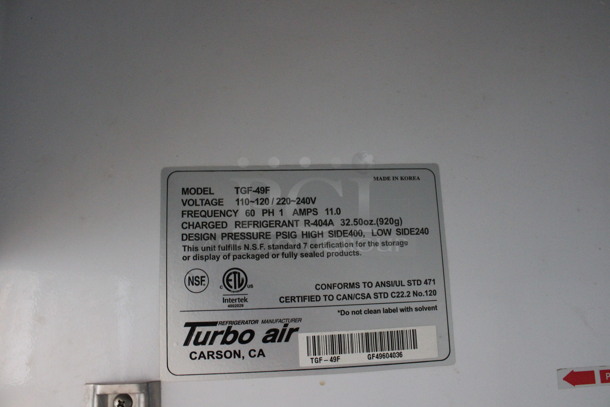 MADE IN KOREA
MODEL TGF-49F
VOLTAGE 110~120 / 220~240V
FREQUENCY 60 PH 1 AMPS 11.0
CHARGED REFRIGERANT R-404A 32.50oz.(920g)
DESIGN PRESSURE PSIG HIGH SIDE400, LOW SIDE240
This unit fulfills N.S.F. standard 7 certification for the storage
or display of packaged or fully sealed products.
NSF
C ETL US
Intertek
CONFORMS TO ANSI/UL STD 471
CERTIFIED TO CAN/CSA STD C22.2 No.120
*Do not clean label with solvent
REFRIGERATOR MANUFACTURER
Turbo air
CARSON, CA
TGF-49F GF49604036